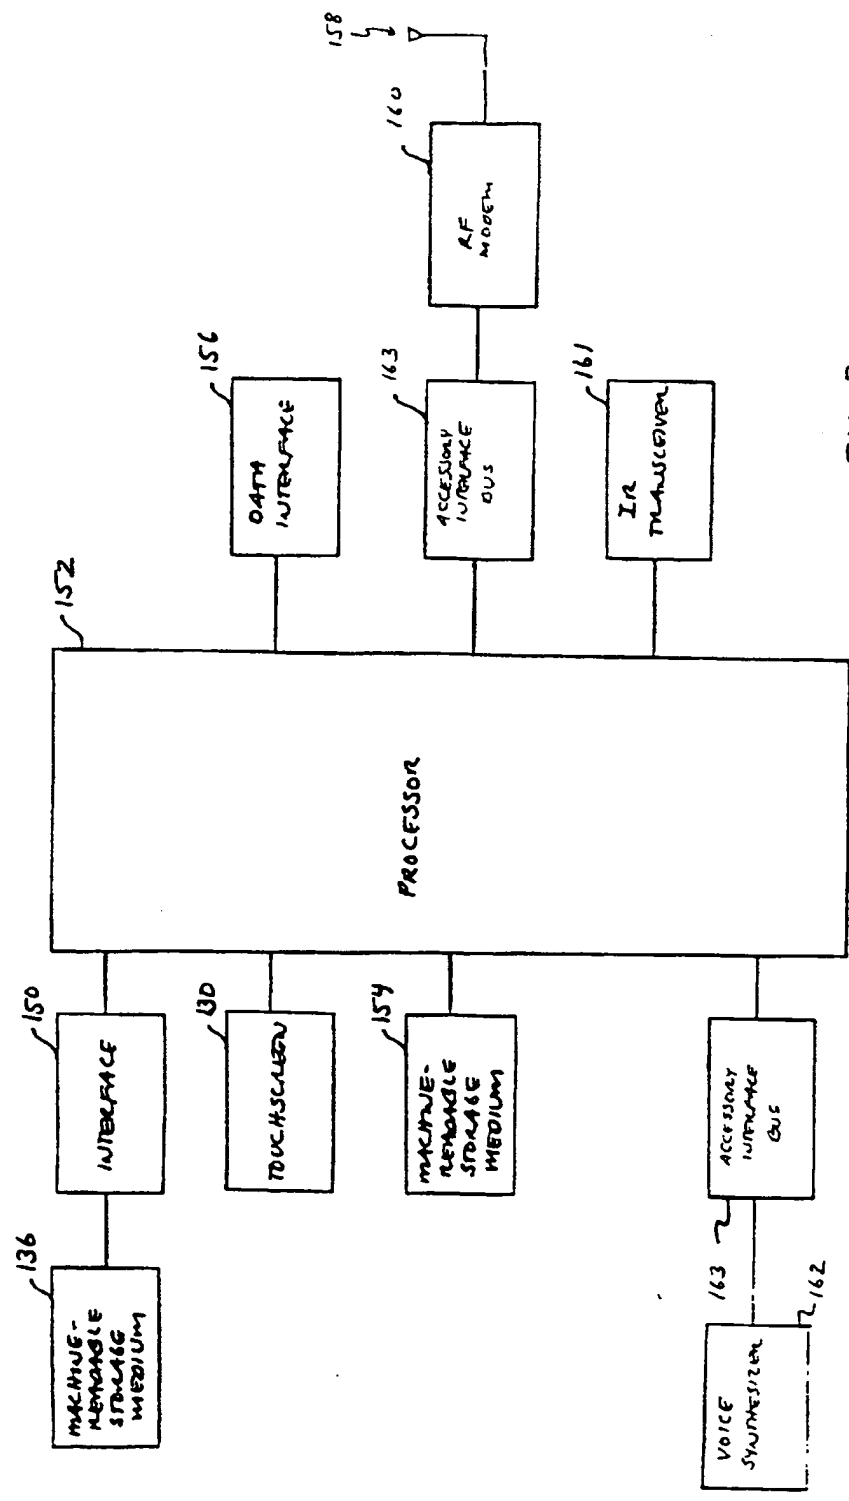 136
MACHINE-
READABLE
STORAGE
MEDIUM
150
INTERFACE
130
TOUCHSCREEN
154
MACHINE-
READABLE
STORAGE
MEDIUM
VOICE
SYNTHESIZER
162
163
ACCESSORY
INTERFACE
BUS
152
PROCESSOR
156
DATA
INTERFACE
163
ACCESSORY
INTERFACE
BUS
161
IR
TRANSCEIVER
160
RF
MODEM
158